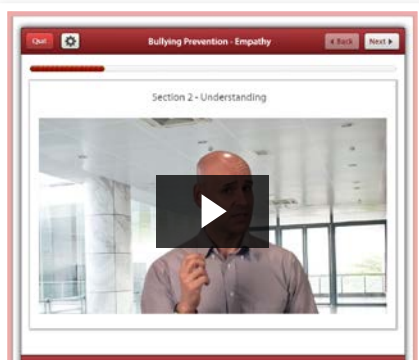 Quit Bullying Prevention - Empathy Back Next
Section 2 - Understanding